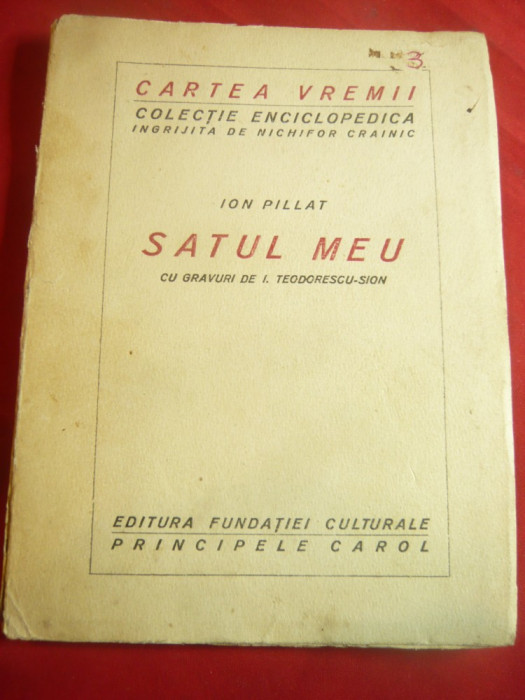 3
CARTEA VREMII
COLECȚIE ENCICLOPEDICA
INGRIJITA DE NICHIFOR CRAINIC
ION PILLAT
SATUL MEU
CU GRAVURI DE I. TEODORESCU-SION
EDITURA FUNDAȚIEI CULTURALE
PRINCIPELE CAROL